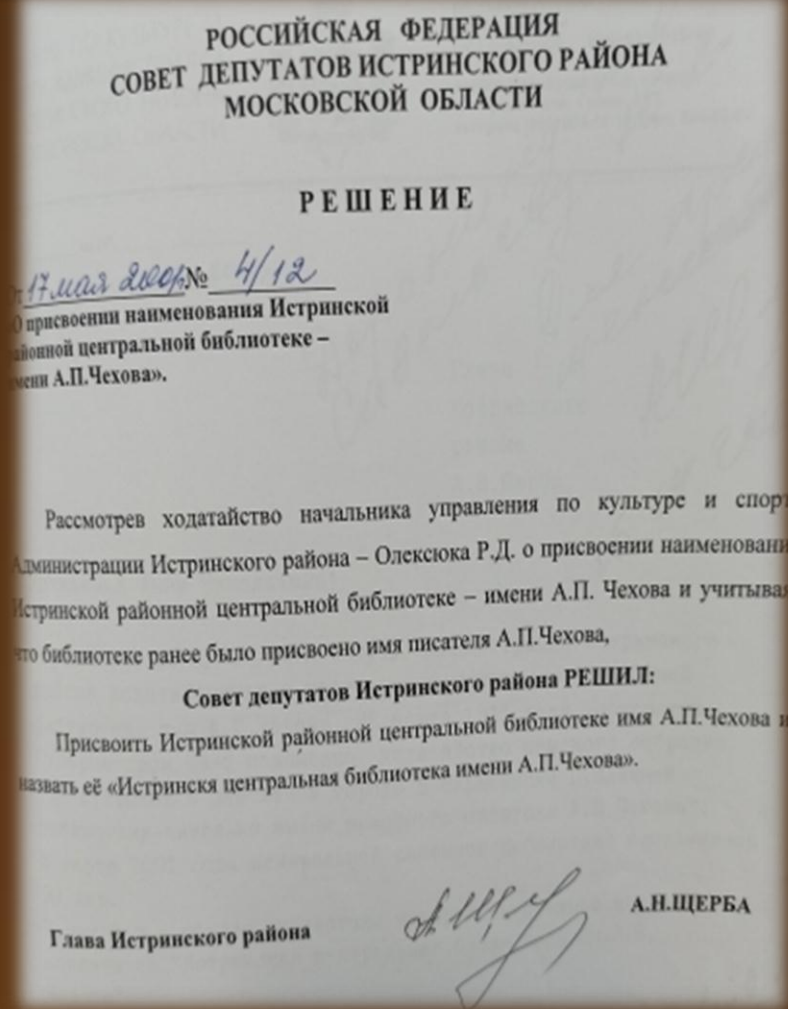 РОССИЙСКАЯ ФЕДЕРАЦИЯ
СОВЕТ ДЕПУТАТОВ ИСТРИНСКОГО РАЙОНА
МОСКОВСКОЙ ОБЛАСТИ
РЕШЕНИЕ
От 17 мая 200 г. № 4/12
«О присвоении наименования Истринской
районной центральной библиотеке –
имени А.П.Чехова».
Рассмотрев ходатайство начальника управления по культуре и спорт
Администрации Истринского района – Олексюка Р.Д. о присвоении наименовани
Истринской районной центральной библиотеке – имени А.П. Чехова и учитывая
что библиотеке ранее было присвоено имя писателя А.П.Чехова,
Совет депутатов Истринского района РЕШИЛ:
Присвоить Истринской районной центральной библиотеке имя А.П.Чехова и
назвать её «Истринскя центральная библиотека имени А.П.Чехова».
Глава Истринского района А.Н.ЩЕРБА